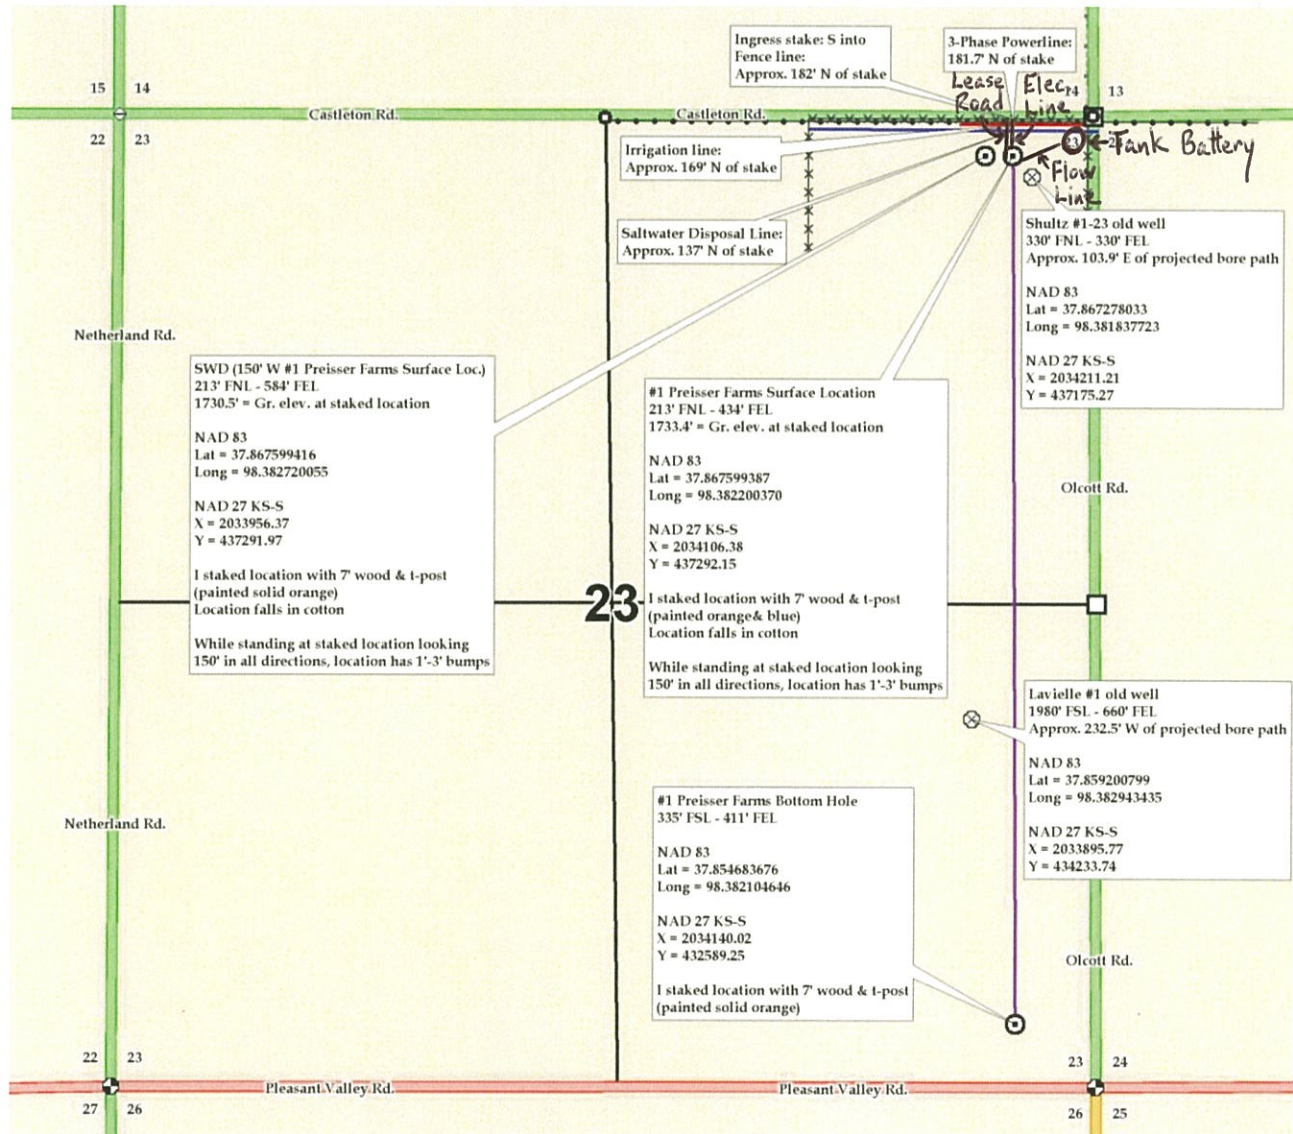 Ingress stake: S into
Fence line:
Approx. 182' N of stake
3-Phase Powerline:
181.7' N of stake
Lease
Road
Elec
Line
15
14
14
13
Castleton Rd.
Castleton Rd.
22
23
23
Tank Battery
Irrigation line:
Approx. 169' N of stake
Flow
Line
Saltwater Disposal Line:
Approx. 137' N of stake
Shultz #1-23 old well
330' FNL - 330' FEL
Approx. 103.9' E of projected bore path
NAD 83
Lat = 37.867278033
Long = 98.381837723
NAD 27 KS-S
X = 2034211.21
Y = 437175.27
Netherland Rd.
SWD (150' W #1 Preisser Farms Surface Loc.)
213' FNL - 584' FEL
1730.5' = Gr. elev. at staked location
NAD 83
Lat = 37.867599416
Long = 98.382720055
NAD 27 KS-S
X = 2033956.37
Y = 437291.97
I staked location with 7' wood & t-post
(painted solid orange)
Location falls in cotton
While standing at staked location looking
150' in all directions, location has 1'-3' bumps
#1 Preisser Farms Surface Location
213' FNL - 434' FEL
1733.4' = Gr. elev. at staked location
NAD 83
Lat = 37.867599387
Long = 98.382200370
NAD 27 KS-S
X = 2034106.38
Y = 437292.15
I staked location with 7' wood & t-post
(painted orange& blue)
Location falls in cotton
While standing at staked location looking
150' in all directions, location has 1'-3' bumps
Olcott Rd.
23
Lavielle #1 old well
1980' FSL - 660' FEL
Approx. 232.5' W of projected bore path
NAD 83
Lat = 37.859200799
Long = 98.382943435
NAD 27 KS-S
X = 2033895.77
Y = 434233.74
Netherland Rd.
#1 Preisser Farms Bottom Hole
335' FSL - 411' FEL
NAD 83
Lat = 37.854683676
Long = 98.382104646
NAD 27 KS-S
X = 2034140.02
Y = 432589.25
I staked location with 7' wood & t-post
(painted solid orange)
Olcott Rd.
22
23
23
24
Pleasant Valley Rd.
Pleasant Valley Rd.
27
26
26
25